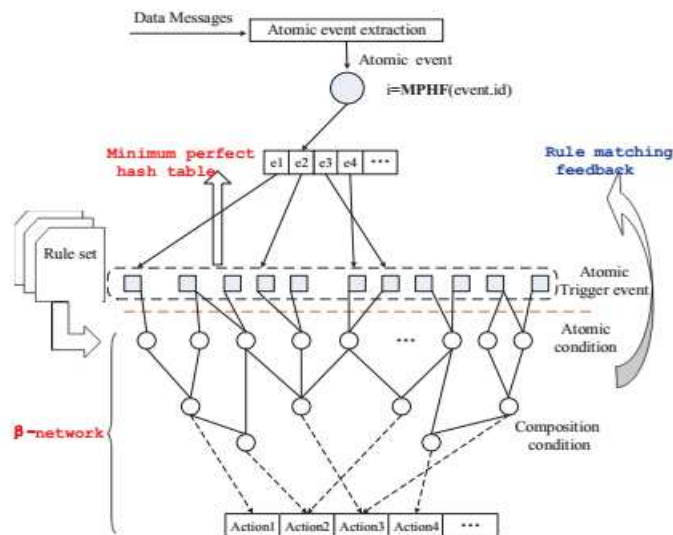 Data Messages
Atomic event extraction
Atomic event
i=MPHF(event.id)
Minimum perfect
hash table
e1 e2 e3 e4 ···
Rule matching
feedback
Rule set
Atomic
Trigger event
Atomic
condition
···
β-network
Composition
condition
Action1 Action2 Action3 Action4 ···